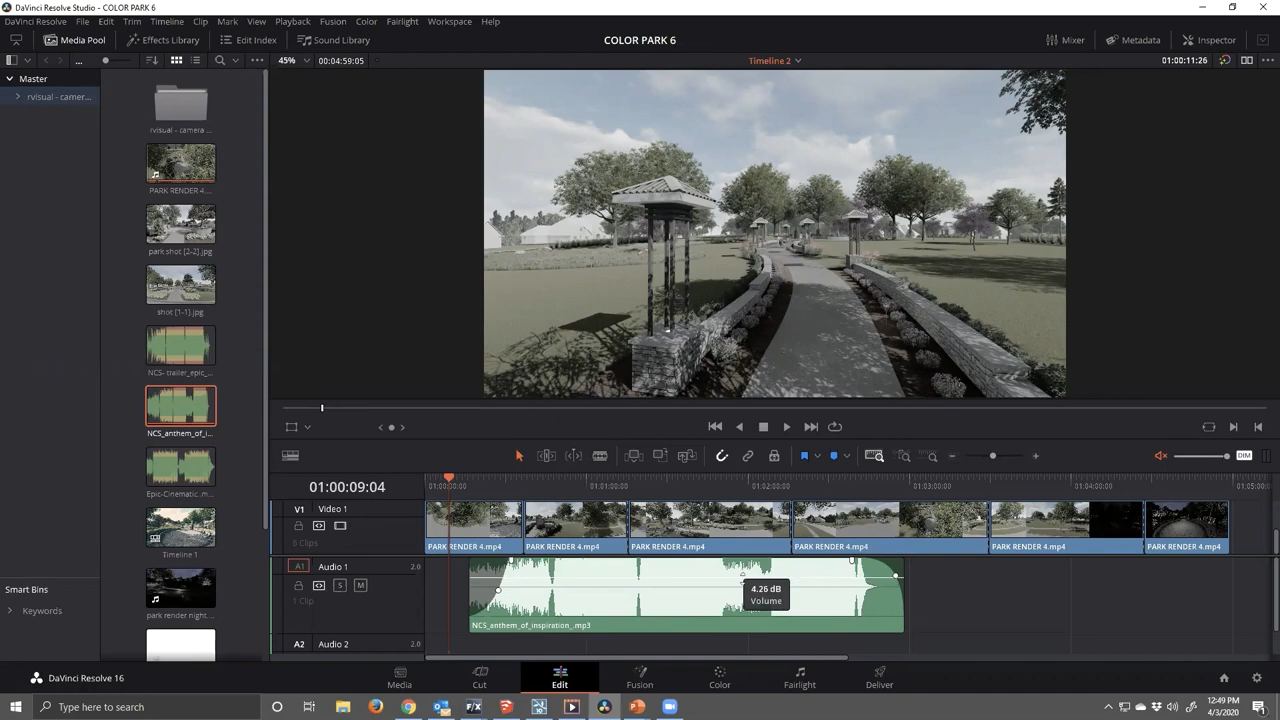 DaVinci Resolve Studio - COLOR PARK 6
DaVinci Resolve File Edit Trim Timeline Clip Mark View Playback Fusion Color Fairlight Workspace Help
Media Pool Effects Library Edit Index Sound Library COLOR PARK 6 Mixer Metadata Inspector
... 45% 00:04:59:05 Timeline 2 01:00:11:26
Master
rvisual - camer...
rvisual - camera ...
PARK RENDER 4....
park shot [2-2].jpg
shot [1-1].jpg
NCS- trailer_epic_...
NCS_anthem_of_i...
Epic-Cinematic .m...
Timeline 1
park render night...
Smart Bins
Keywords
DIM
01:00:09:04
01:00:00:00 01:01:00:00 01:02:00:00 01:03:00:00 01:04:00:00 01:05:00:00
V1 Video 1
6 Clips
PARK RENDER 4.mp4 PARK RENDER 4.mp4 PARK RENDER 4.mp4 PARK RENDER 4.mp4 PARK RENDER 4.mp4 PARK RENDER 4.mp4
A1 Audio 1 2.0
S M
1 Clip
4.26 dB
Volume
NCS_anthem_of_inspiration_.mp3
A2 Audio 2 2.0
DaVinci Resolve 16
Media Cut Edit Fusion Color Fairlight Deliver
Type here to search
12:49 PM
4/3/2020